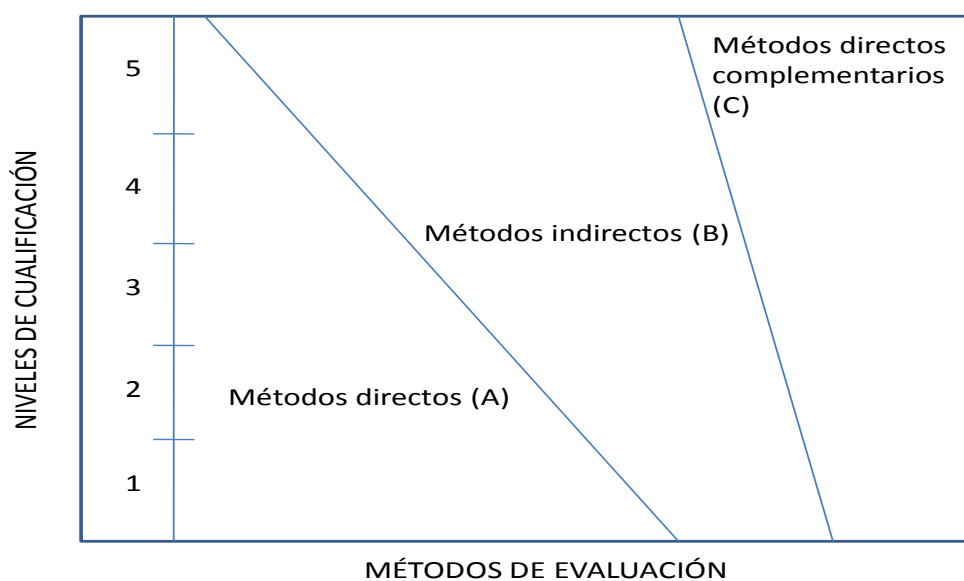 NIVELES DE CUALIFICACIÓN
5
4
3
2
1
Métodos directos
complementarios
(C)
Métodos indirectos (B)
Métodos directos (A)
MÉTODOS DE EVALUACIÓN